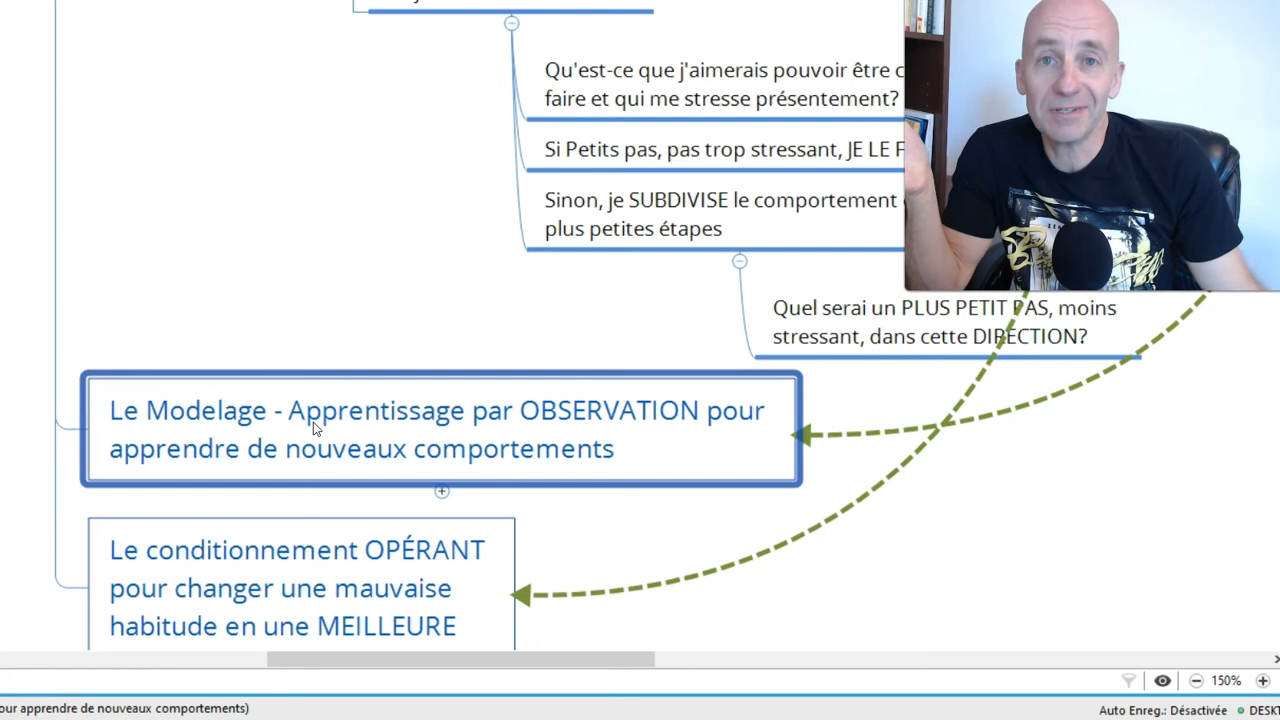 Qu'est-ce que j'aimerais pouvoir être
faire et qui me stresse présentement?
Si Petits pas, pas trop stressant, JE LE
Sinon, je SUBDIVISE le comportement
plus petites étapes
Quel serai un PLUS PETIT PAS, moins
stressant, dans cette DIRECTION?
Le Modelage - Apprentissage par OBSERVATION pour
apprendre de nouveaux comportements
Le conditionnement OPÉRANT
pour changer une mauvaise
habitude en une MEILLEURE
150%
our apprendre de nouveaux comportements)
Auto Enreg.: Désactivée
DESKT